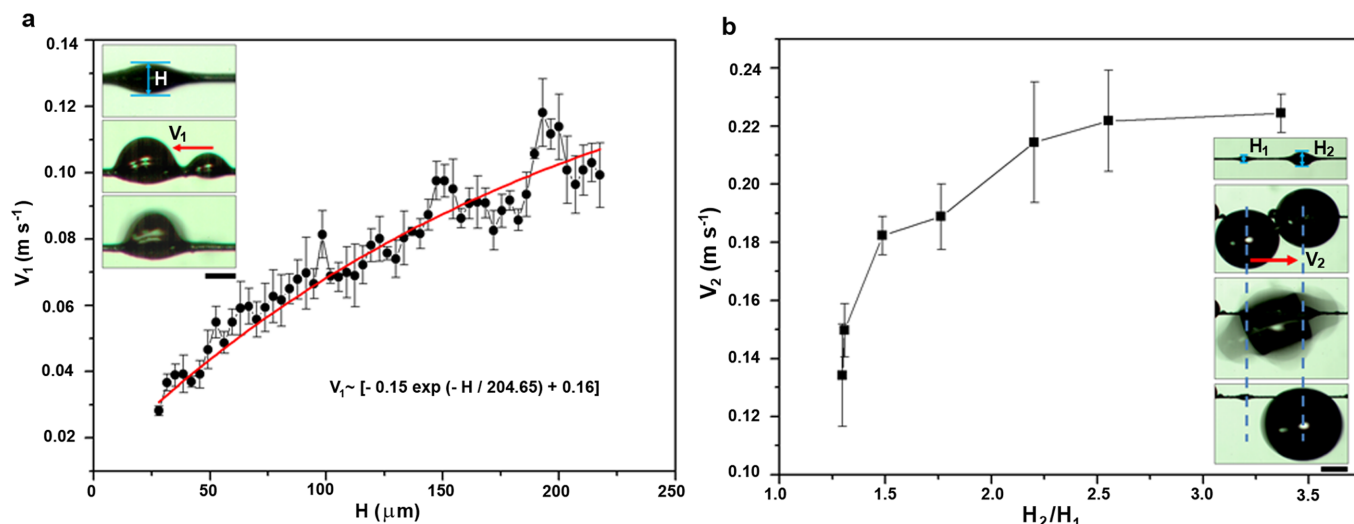 a
0.14
0.12
0.10
0.08
0.06
0.04
0.02
V₁ (m s⁻¹)
H
V₁
V₁~ [- 0.15 exp (- H / 204.65) + 0.16]
0
50
100
150
200
250
H (μm)
b
0.24
0.22
0.20
0.18
0.16
0.14
0.12
0.10
V₂ (m s⁻¹)
H₁
H₂
V₂
1.0
1.5
2.0
2.5
3.0
3.5
H₂/H₁